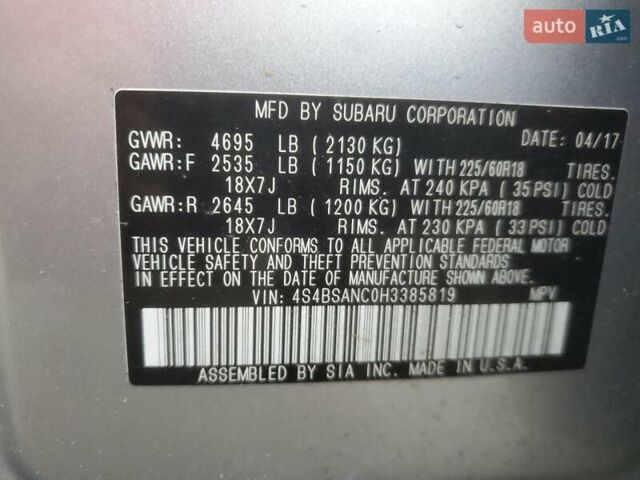 auto RIA .com
MFD BY SUBARU CORPORATION
GVWR: 4695 LB ( 2130 KG) DATE: 04/17
GAWR:F 2535 LB ( 1150 KG) WITH 225/60R18 TIRES.
18X7J RIMS. AT 240 KPA ( 35 PSI) COLD
GAWR:R 2645 LB ( 1200 KG) WITH 225/60R18 TIRES.
18X7J RIMS. AT 230 KPA ( 33 PSI) COLD
THIS VEHICLE CONFORMS TO ALL APPLICABLE FEDERAL MOTOR
VEHICLE SAFETY AND THEFT PREVENTION STANDARDS
IN EFFECT ON THE DATE OF MANUFACTURE SHOWN ABOVE.
VIN: 4S4BSANC0H3385819 MPV
ASSEMBLED BY SIA INC. MADE IN U.S.A.